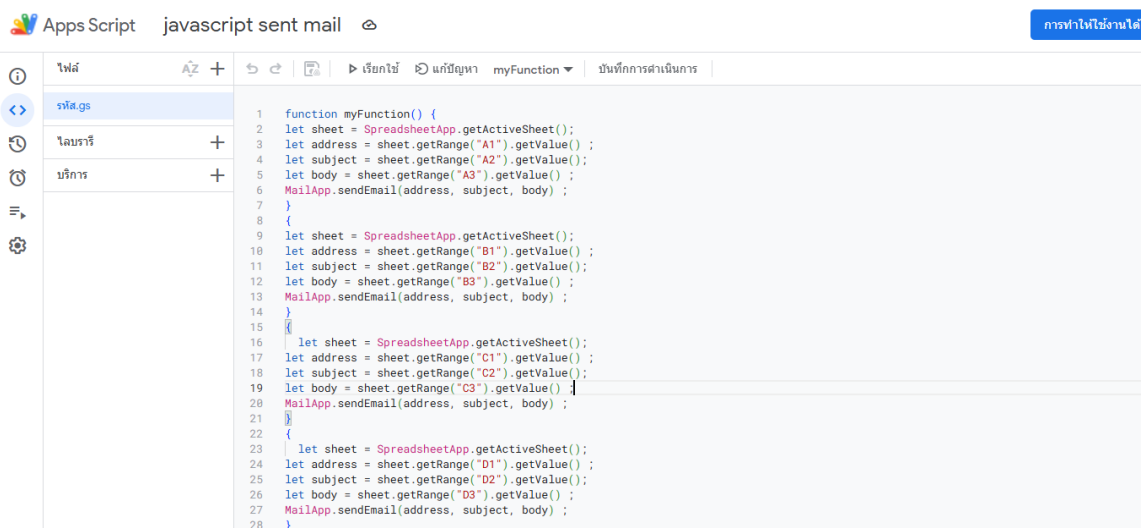 Apps Script javascript sent mail
การทำให้ใช้งานได้
ไฟล์
AZ
เรียกใช้ แก้ปัญหา myFunction บันทึกการดำเนินการ
รหัส.gs
ไลบรารี
บริการ
1 function myFunction() {
2 let sheet = SpreadsheetApp.getActiveSheet();
3 let address = sheet.getRange("A1").getValue() ;
4 let subject = sheet.getRange("A2").getValue();
5 let body = sheet.getRange("A3").getValue() ;
6 MailApp.sendEmail(address, subject, body) ;
7 }
8 {
9 let sheet = SpreadsheetApp.getActiveSheet();
10 let address = sheet.getRange("B1").getValue() ;
11 let subject = sheet.getRange("B2").getValue();
12 let body = sheet.getRange("B3").getValue() ;
13 MailApp.sendEmail(address, subject, body) ;
14 }
15 {
16 let sheet = SpreadsheetApp.getActiveSheet();
17 let address = sheet.getRange("C1").getValue() ;
18 let subject = sheet.getRange("C2").getValue();
19 let body = sheet.getRange("C3").getValue() ;
20 MailApp.sendEmail(address, subject, body) ;
21 }
22 {
23 let sheet = SpreadsheetApp.getActiveSheet();
24 let address = sheet.getRange("D1").getValue() ;
25 let subject = sheet.getRange("D2").getValue();
26 let body = sheet.getRange("D3").getValue() ;
27 MailApp.sendEmail(address, subject, body) ;
28 }